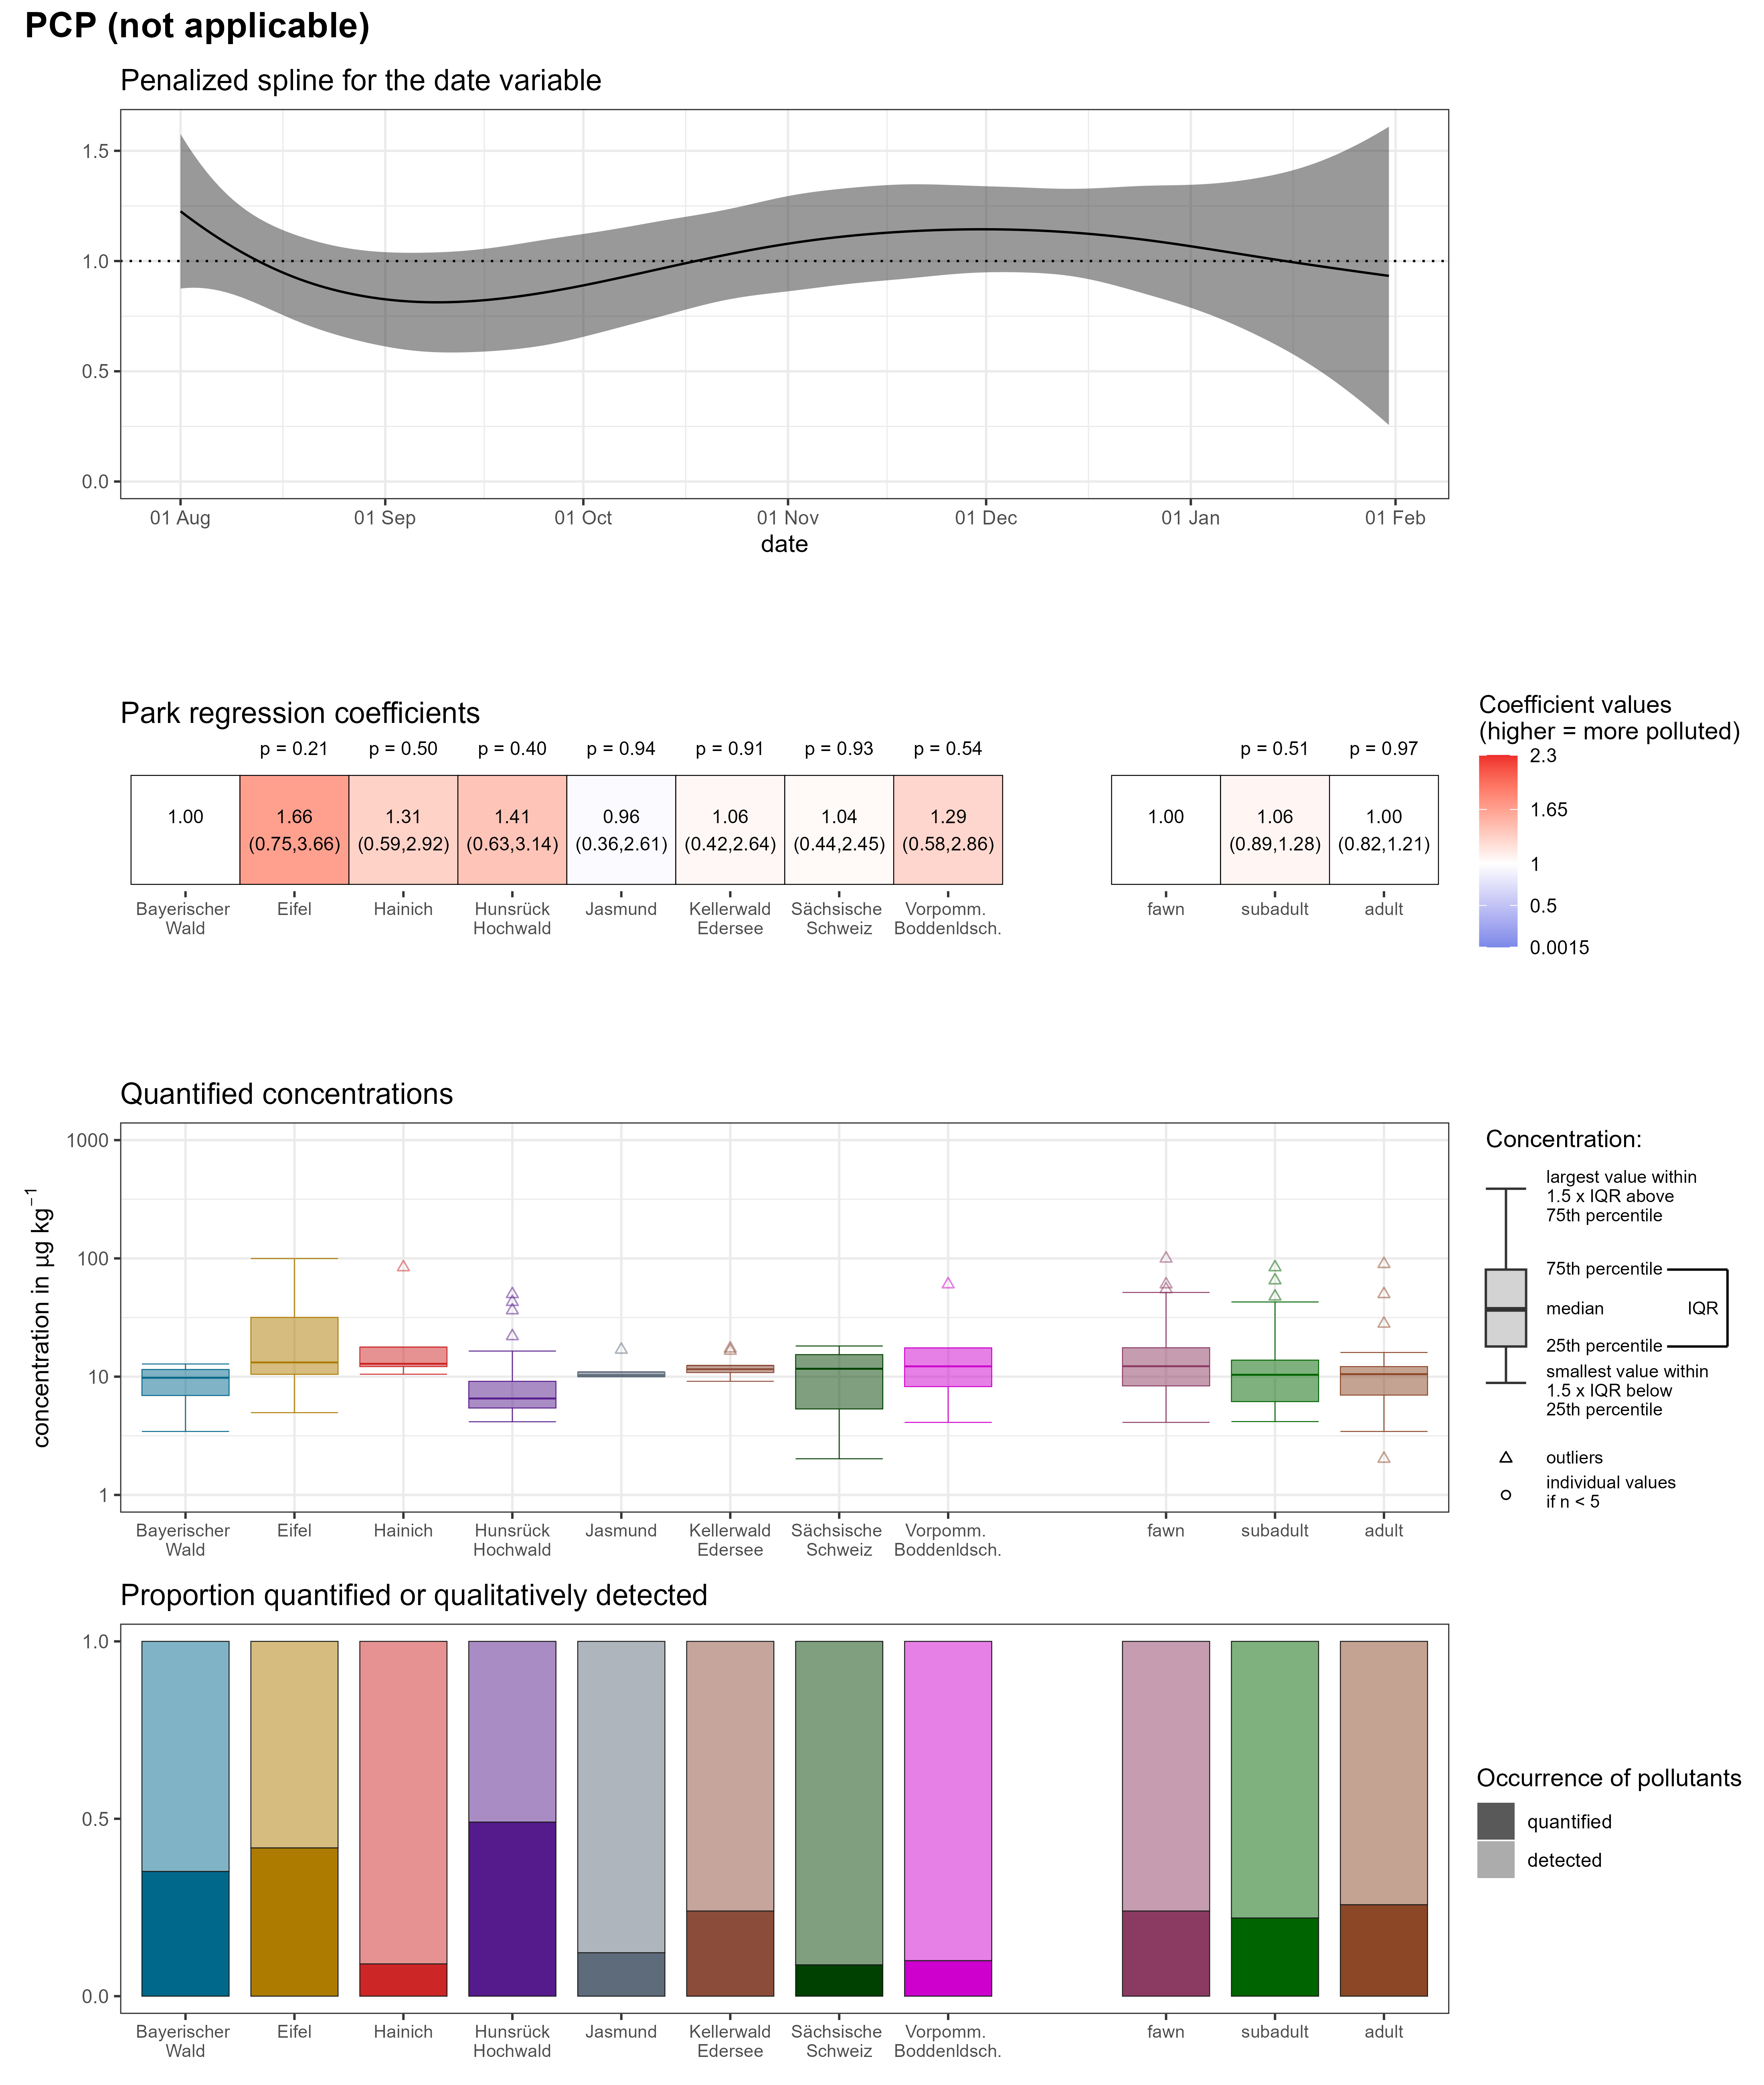 PCP (not applicable)
Penalized spline for the date variable
1.5
1.0
0.5
0.0
01 Aug 01 Sep 01 Oct 01 Nov 01 Dec 01 Jan 01 Feb
date
Park regression coefficients
p = 0.21 p = 0.50 p = 0.40 p = 0.94 p = 0.91 p = 0.93 p = 0.54 p = 0.51 p = 0.97
1.00 1.66 1.31 1.41 0.96 1.06 1.04 1.29 1.00 1.06 1.00
(0.75,3.66) (0.59,2.92) (0.63,3.14) (0.36,2.61) (0.42,2.64) (0.44,2.45) (0.58,2.86) (0.89,1.28) (0.82,1.21)
Bayerischer Eifel Hainich Hunsrück Jasmund Kellerwald Sächsische Vorpomm. fawn subadult adult
Wald Hochwald Edersee Schweiz Boddenldsch.
Coefficient values
(higher = more polluted)
2.3
1.65
1
0.5
0.0015
Quantified concentrations
concentration in µg kg⁻¹
1000
100
10
1
Bayerischer Eifel Hainich Hunsrück Jasmund Kellerwald Sächsische Vorpomm. fawn subadult adult
Wald Hochwald Edersee Schweiz Boddenldsch.
Concentration:
largest value within
1.5 x IQR above
75th percentile
75th percentile
median IQR
25th percentile
smallest value within
1.5 x IQR below
25th percentile
outliers
individual values
if n < 5
Proportion quantified or qualitatively detected
1.0
0.5
0.0
Bayerischer Eifel Hainich Hunsrück Jasmund Kellerwald Sächsische Vorpomm. fawn subadult adult
Wald Hochwald Edersee Schweiz Boddenldsch.
Occurrence of pollutants
quantified
detected